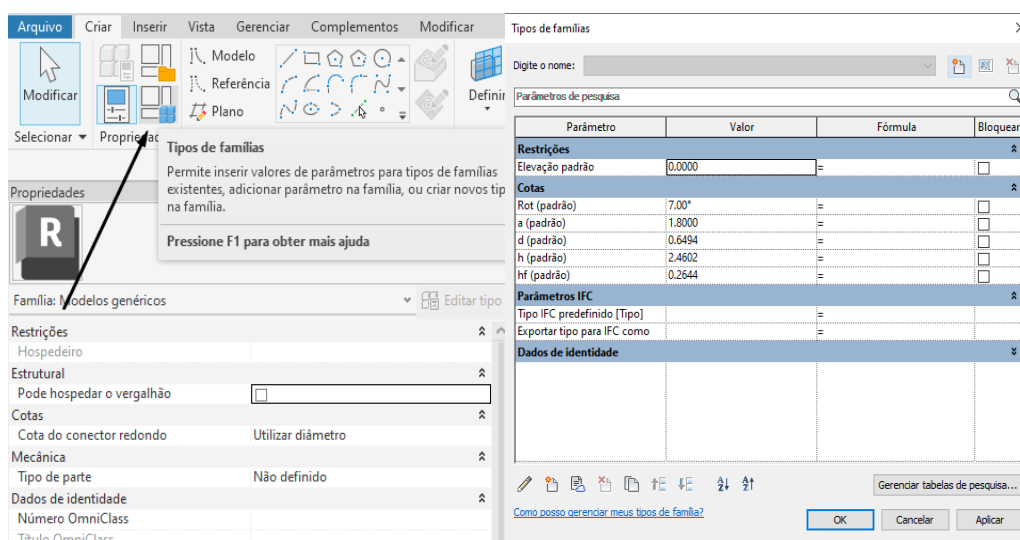 Arquivo Criar Inserir Vista Gerenciar Complementos Modificar
Modificar
Modelo
Referência
Plano
Definir
Selecionar
Tipos de famílias
Permite inserir valores de parâmetros para tipos de famílias
existentes, adicionar parâmetro na família, ou criar novos tip
na família.
Pressione F1 para obter mais ajuda
Propriedades
R
Família: Modelos genéricos
Editar tipo
Restrições
Hospedeiro
Estrutural
Pode hospedar o vergalhão
Cotas
Cota do conector redondo Utilizar diâmetro
Mecânica
Tipo de parte Não definido
Dados de identidade
Número OmniClass
Título OmniClass
Tipos de famílias
Digite o nome:
Parâmetros de pesquisa
Parâmetro Valor Fórmula Bloquear
Restrições
Elevação padrão 0.0000 =
Cotas
Rot (padrão) 7.00° =
a (padrão) 1.8000 =
d (padrão) 0.6494 =
h (padrão) 2.4602 =
hf (padrão) 0.2644 =
Parâmetros IFC
Tipo IFC predefinido [Tipo] =
Exportar tipo para IFC como =
Dados de identidade
Gerenciar tabelas de pesquisa...
Como posso gerenciar meus tipos de família?
OK Cancelar Aplicar